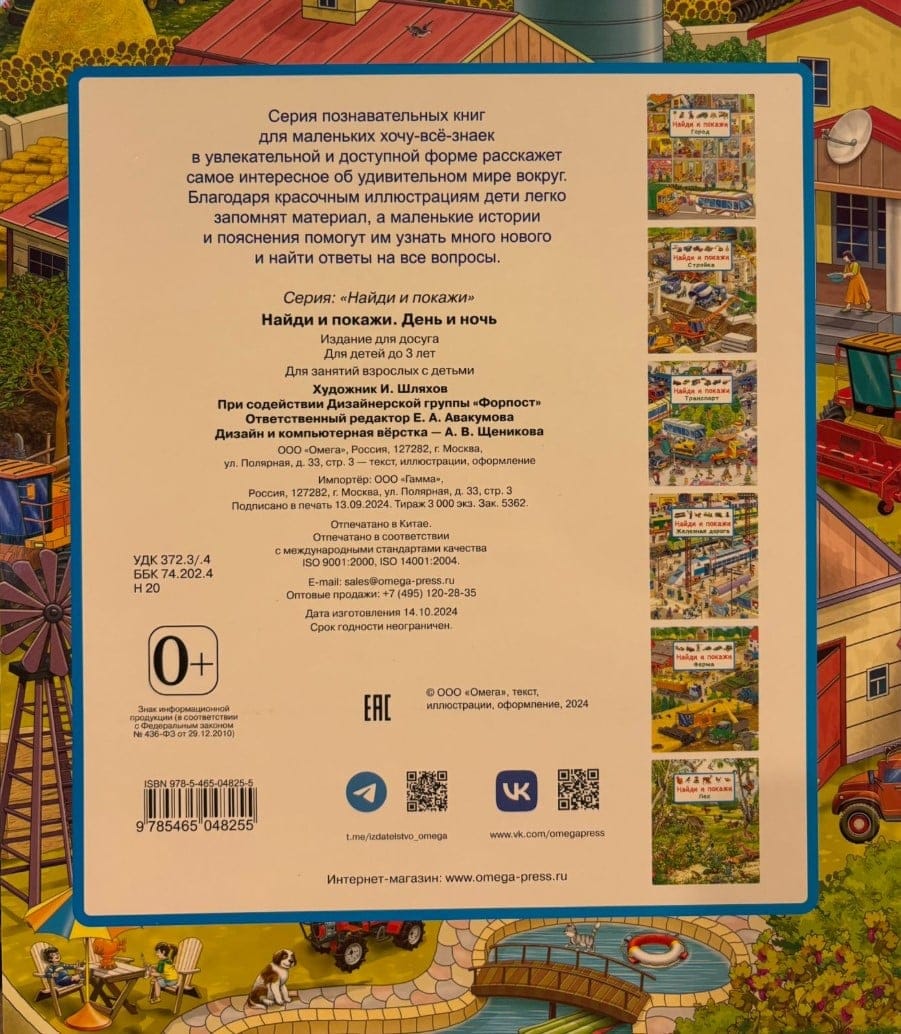 Серия познавательных книг
для маленьких хочу-всё-знаек
в увлекательной и доступной форме расскажет
самое интересное об удивительном мире вокруг.
Благодаря красочным иллюстрациям дети легко
запомнят материал, а маленькие истории
и пояснения помогут им узнать много нового
и найти ответы на все вопросы.
Серия: «Найди и покажи»
Найди и покажи. День и ночь
Издание для досуга
Для детей до 3 лет
Для занятий взрослых с детьми
Художник И. Шляхов
При содействии Дизайнерской группы «Форпост»
Ответственный редактор Е. А. Авакумова
Дизайн и компьютерная вёрстка — А. В. Щеникова
ООО «Омега», Россия, 127282, г. Москва,
ул. Полярная, д. 33, стр. 3 — текст, иллюстрации, оформление
Импортёр: ООО «Гамма»,
Россия, 127282, г. Москва, ул. Полярная, д. 33, стр. 3
Подписано в печать 13.09.2024. Тираж 3 000 экз. Зак. 5362.
Отпечатано в Китае.
Отпечатано в соответствии
с международными стандартами качества
ISO 9001:2000, ISO 14001:2004.
E-mail: sales@omega-press.ru
Оптовые продажи: +7 (495) 120-28-35
Дата изготовления 14.10.2024
Срок годности неограничен.
УДК 372.3/.4
ББК 74.202.4
Н 20
0+
Знак информационной
продукции (в соответствии
с Федеральным законом
№ 436-ФЗ от 29.12.2010)
ЕАС
© ООО «Омега», текст,
иллюстрации, оформление, 2024
ISBN 978-5-465-04825-5
9 785465 048255
t.me/izdatelstvo_omega
www.vk.com/omegapress
Интернет-магазин: www.omega-press.ru
Найди и покажи
Город
Найди и покажи
Стройка
Найди и покажи
Транспорт
Найди и покажи
Железная дорога
Найди и покажи
Ферма
Найди и покажи
Лес